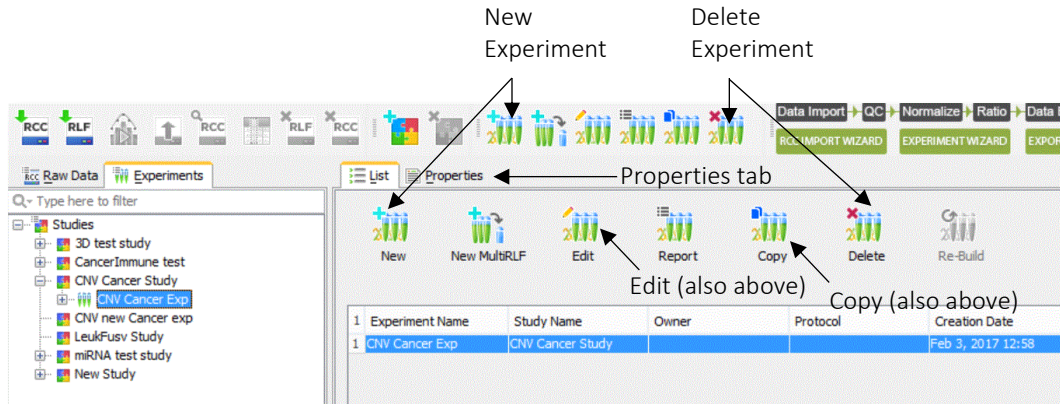 New
Experiment
Delete
Experiment
RCC
RLF
RCC
RLF
RCC
Data Import
QC
Normalize
Ratio
Data
RCC IMPORT WIZARD
EXPERIMENT WIZARD
EXPOR
RCC Raw Data
Experiments
List
Properties
Properties tab
Type here to filter
Studies
3D test study
CancerImmune test
CNV Cancer Study
CNV Cancer Exp
CNV new Cancer exp
LeukFusv Study
miRNA test study
New Study
New
New MultiRLF
Edit
Report
Copy
Delete
Re-Build
Edit (also above)
Copy (also above)
1 Experiment Name Study Name Owner Protocol Creation Date
1 CNV Cancer Exp CNV Cancer Study Feb 3, 2017 12:58